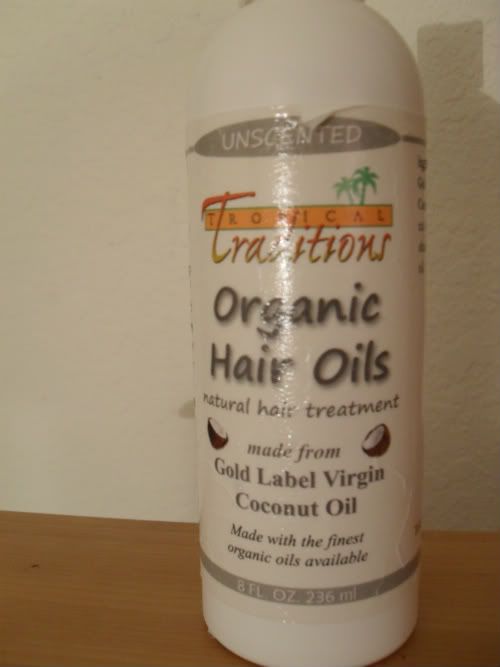 UNSCENTED
TROPICAL
Traditions
Organic
Hair Oils
natural hair treatment
made from
Gold Label Virgin
Coconut Oil
Made with the finest
organic oils available
8 FL. OZ. 236 ml